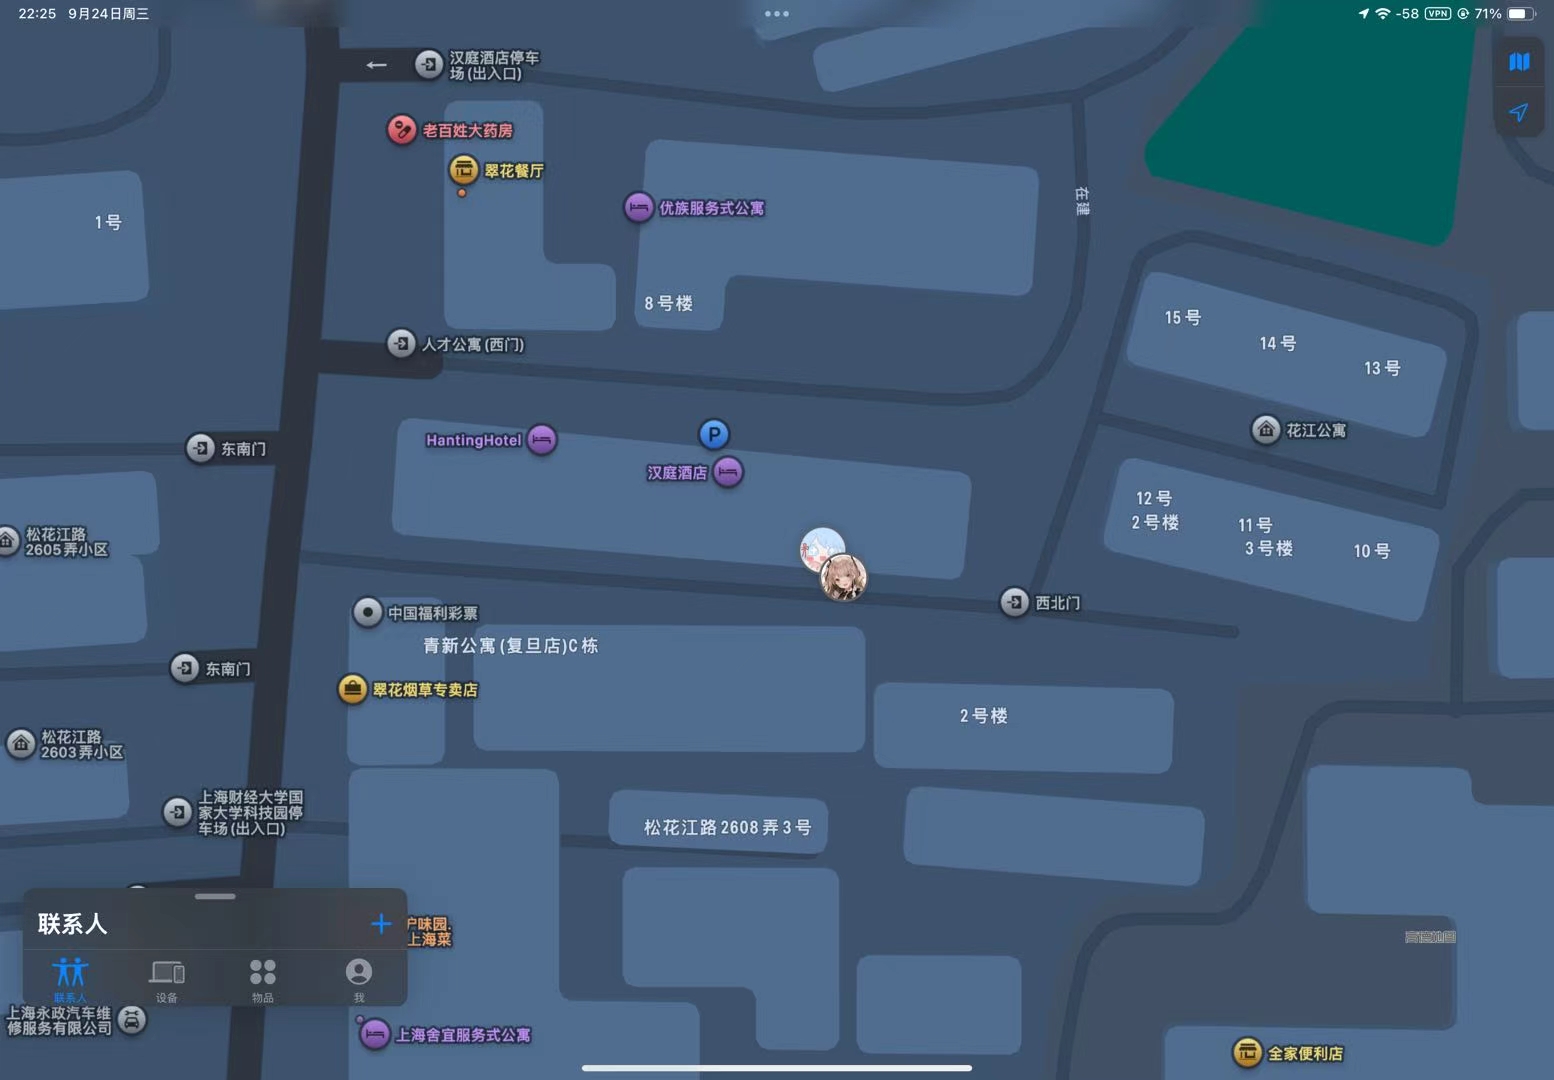 22:25 9月24日周三
-58 VPN 71%
汉庭酒店停车
场(出入口)
老百姓大药房
翠花餐厅
优族服务式公寓
在建
1号
8号楼
15号
14号
13号
人才公寓(西门)
花江公寓
HantingHotel
P
汉庭酒店
东南门
12号
2号楼
11号
3号楼
10号
松花江路
2605弄小区
西北门
中国福利彩票
青新公寓(复旦店)C栋
东南门
翠花烟草专卖店
2号楼
松花江路
2603弄小区
上海财经大学国
家大学科技园停
车场(出入口)
松花江路2608弄3号
联系人
沪味园.
上海菜
高德地图
联系人
设备
物品
我
上海永政汽车维
修服务有限公司
上海舍宜服务式公寓
全家便利店